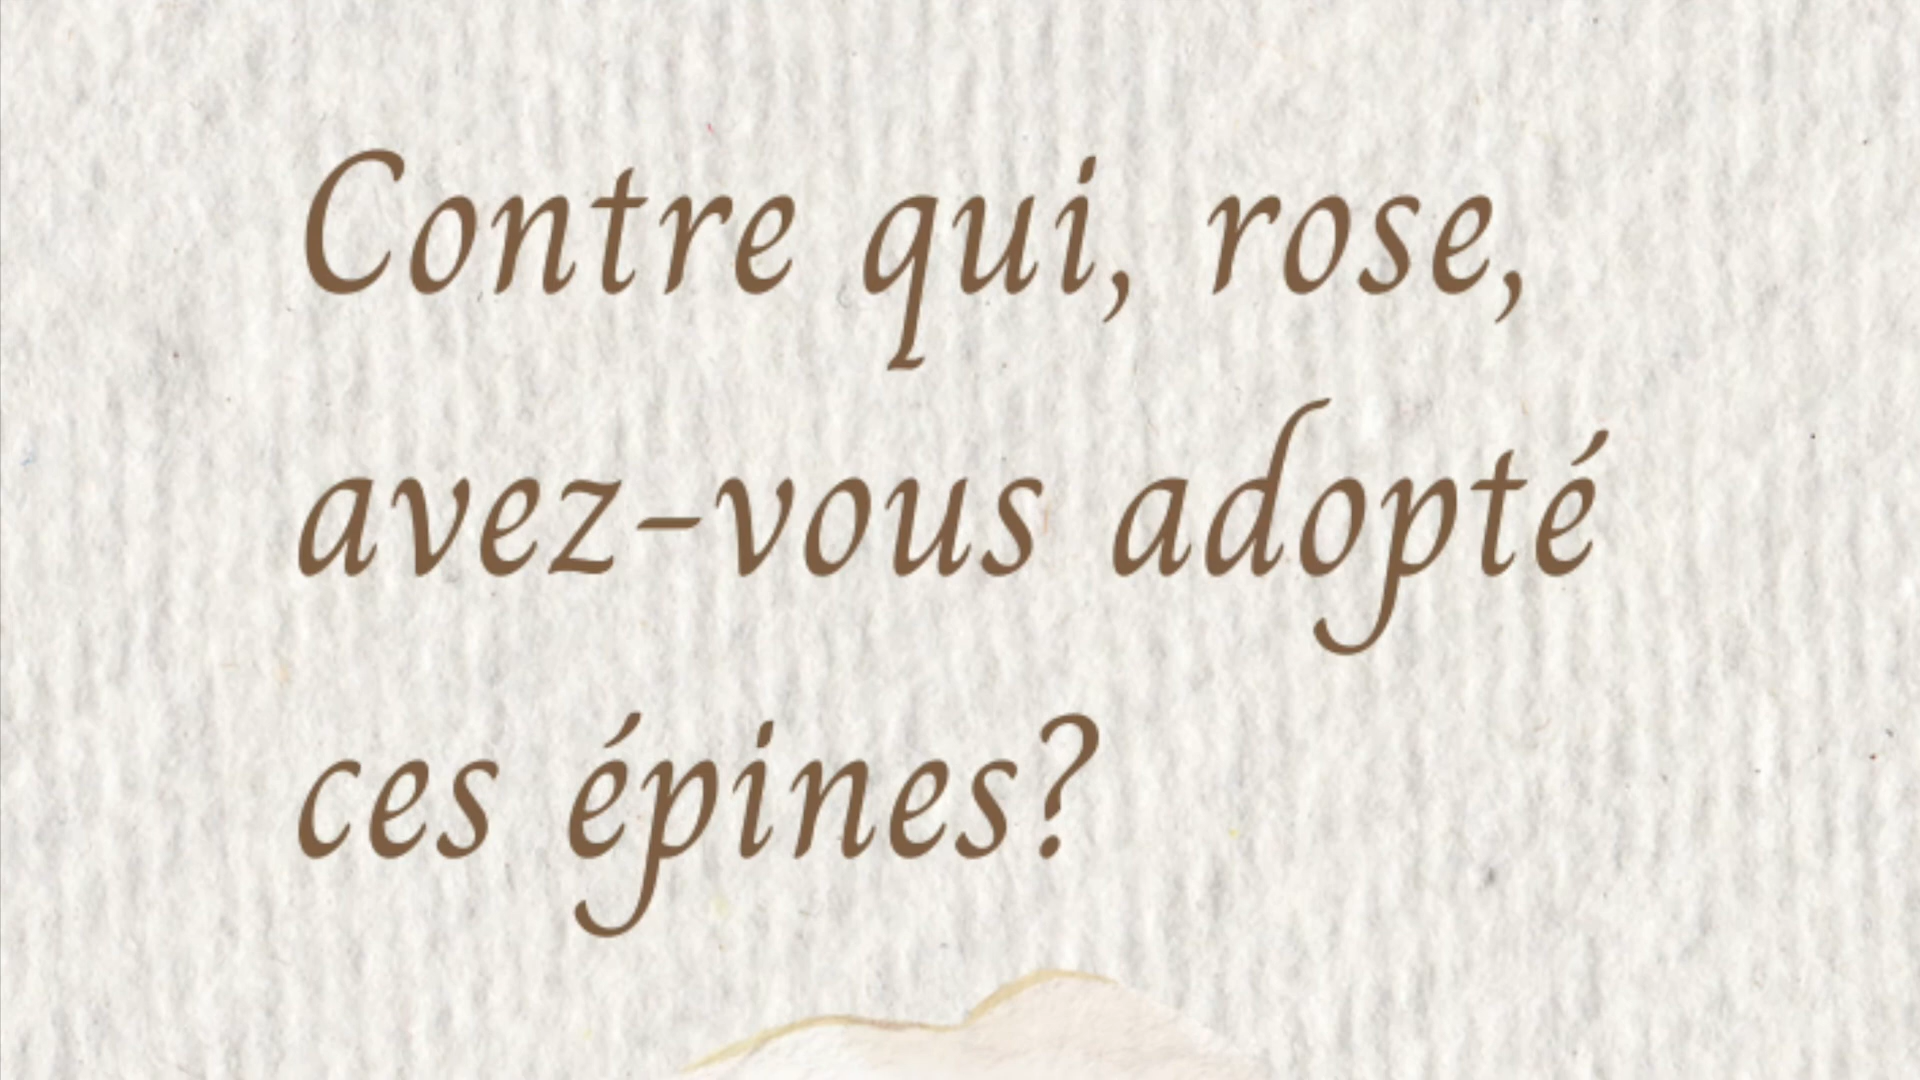 Contre qui, rose,
avez-vous adopté
ces épines?